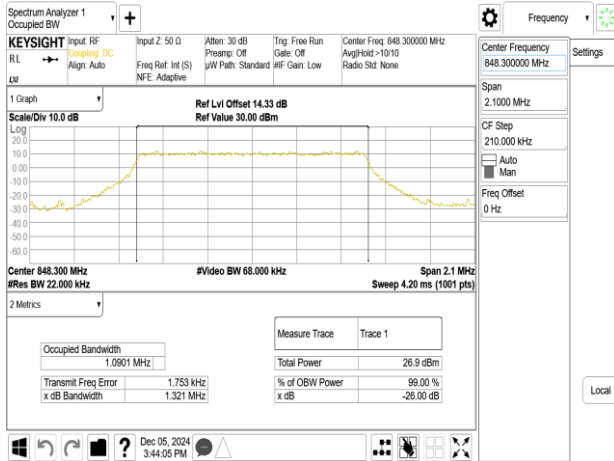 Spectrum Analyzer 1
Occupied BW
Frequency
KEYSIGHT
RL
Input: RF
Coupling: DC
Align: Auto
Input Z: 50 Ω
Freq Ref: Int (S)
NFE: Adaptive
Atten: 30 dB
Preamp: Off
µW Path: Standard
Trig: Free Run
Gate: Off
#IF Gain: Low
Center Freq: 848.300000 MHz
Avg|Hold:>10/10
Radio Std: None
Center Frequency
848.300000 MHz
Settings
Span
2.1000 MHz
CF Step
210.000 kHz
Auto
Man
Freq Offset
0 Hz
Local
1 Graph
Scale/Div 10.0 dB
Ref Lvl Offset 14.33 dB
Ref Value 30.00 dBm
Log
20.0
10.0
0.00
-10.0
-20.0
-30.0
-40.0
-50.0
-60.0
Center 848.300 MHz
#Video BW 68.000 kHz
Span 2.1 MHz
#Res BW 22.000 kHz
Sweep 4.20 ms (1001 pts)
2 Metrics
Measure Trace Trace 1
Occupied Bandwidth
1.0901 MHz
Total Power 26.9 dBm
Transmit Freq Error 1.753 kHz
% of OBW Power 99.00 %
x dB Bandwidth 1.321 MHz
x dB -26.00 dB
?
Dec 05, 2024
3:44:05 PM